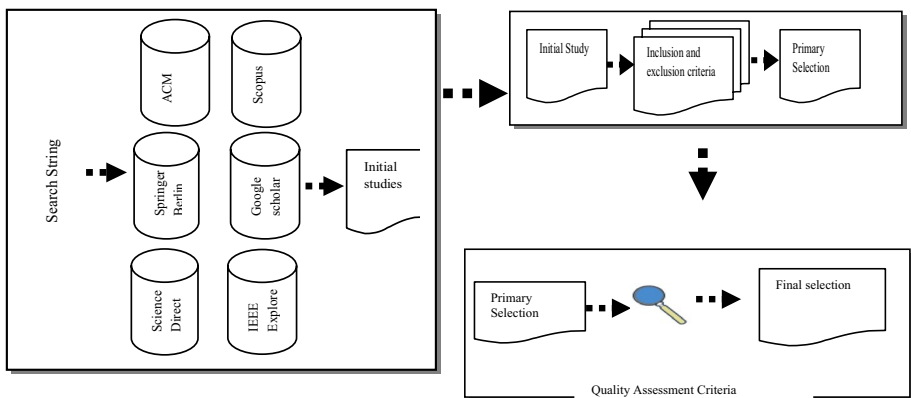 Search String
ACM
Scopus
Springer
Berlin
Google
scholar
Science
Direct
IEEE
Explore
Initial
studies
Initial Study
Inclusion and
exclusion criteria
Primary
Selection
Primary
Selection
Final selection
Quality Assessment Criteria